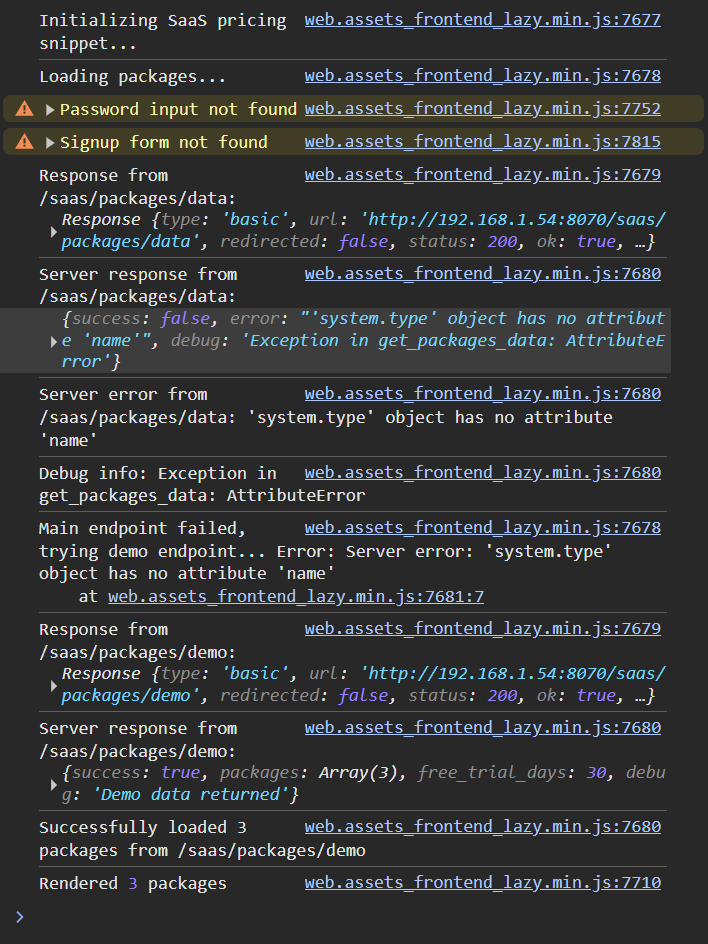 Initializing SaaS pricing web.assets_frontend_lazy.min.js:7677
snippet...
Loading packages... web.assets_frontend_lazy.min.js:7678
Password input not found web.assets_frontend_lazy.min.js:7752
Signup form not found web.assets_frontend_lazy.min.js:7815
Response from web.assets_frontend_lazy.min.js:7679
/saas/packages/data:
Response {type: 'basic', url: 'http://192.168.1.54:8070/saas/
packages/data', redirected: false, status: 200, ok: true, …}
Server response from web.assets_frontend_lazy.min.js:7680
/saas/packages/data:
{success: false, error: "'system.type' object has no attribut
e 'name'", debug: 'Exception in get_packages_data: AttributeE
rror'}
Server error from web.assets_frontend_lazy.min.js:7680
/saas/packages/data: 'system.type' object has no attribute
'name'
Debug info: Exception in web.assets_frontend_lazy.min.js:7680
get_packages_data: AttributeError
Main endpoint failed, web.assets_frontend_lazy.min.js:7678
trying demo endpoint... Error: Server error: 'system.type'
object has no attribute 'name'
at web.assets_frontend_lazy.min.js:7681:7
Response from web.assets_frontend_lazy.min.js:7679
/saas/packages/demo:
Response {type: 'basic', url: 'http://192.168.1.54:8070/saas/
packages/demo', redirected: false, status: 200, ok: true, …}
Server response from web.assets_frontend_lazy.min.js:7680
/saas/packages/demo:
{success: true, packages: Array(3), free_trial_days: 30, debu
g: 'Demo data returned'}
Successfully loaded 3 web.assets_frontend_lazy.min.js:7680
packages from /saas/packages/demo
Rendered 3 packages web.assets_frontend_lazy.min.js:7710